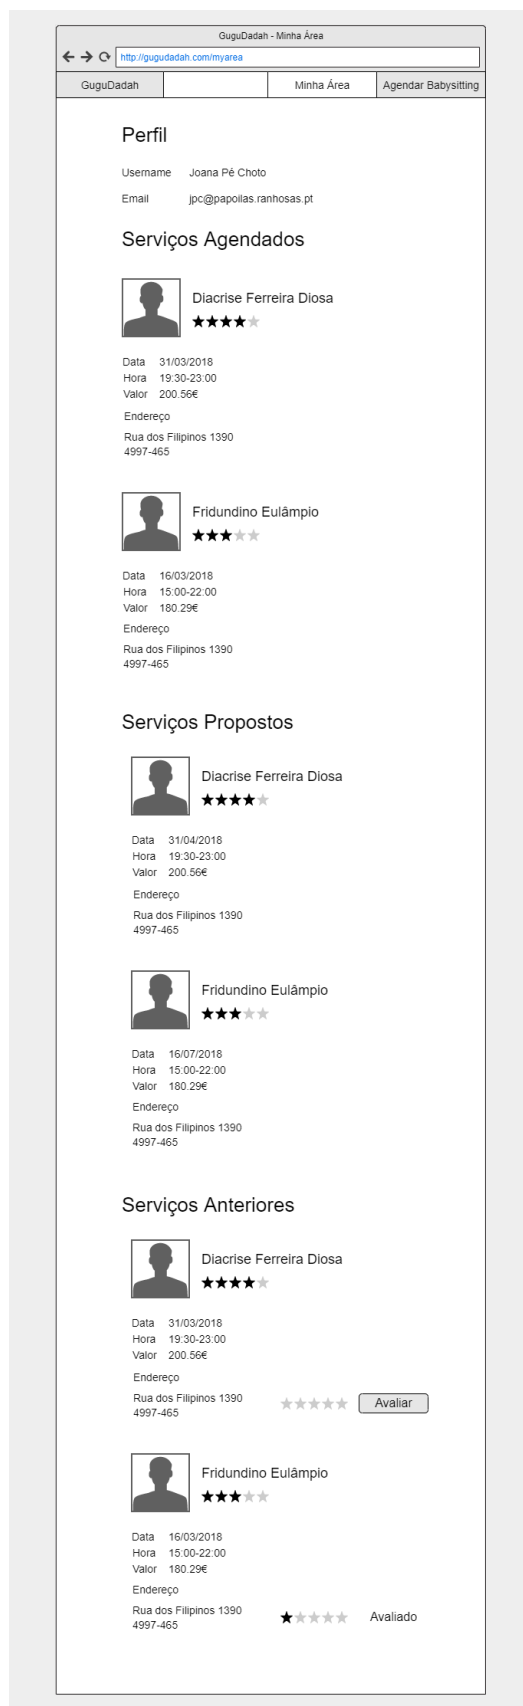 GuguDadah - Minha Área
http://gugudadah.com/myarea
GuguDadah Minha Área Agendar Babysitting
Perfil
Username Joana Pé Choto
Email jpc@papoilas.ranhosas.pt
Serviços Agendados
Diacrise Ferreira Diosa
Data 31/03/2018
Hora 19:30-23:00
Valor 200.56€
Endereço
Rua dos Filipinos 1390
4997-465
Fridundino Eulâmpio
Data 16/03/2018
Hora 15:00-22:00
Valor 180.29€
Endereço
Rua dos Filipinos 1390
4997-465
Serviços Propostos
Diacrise Ferreira Diosa
Data 31/04/2018
Hora 19:30-23:00
Valor 200.56€
Endereço
Rua dos Filipinos 1390
4997-465
Fridundino Eulâmpio
Data 16/07/2018
Hora 15:00-22:00
Valor 180.29€
Endereço
Rua dos Filipinos 1390
4997-465
Serviços Anteriores
Diacrise Ferreira Diosa
Data 31/03/2018
Hora 19:30-23:00
Valor 200.56€
Endereço
Rua dos Filipinos 1390
4997-465
Avaliar
Fridundino Eulâmpio
Data 16/03/2018
Hora 15:00-22:00
Valor 180.29€
Endereço
Rua dos Filipinos 1390
4997-465
Avaliado